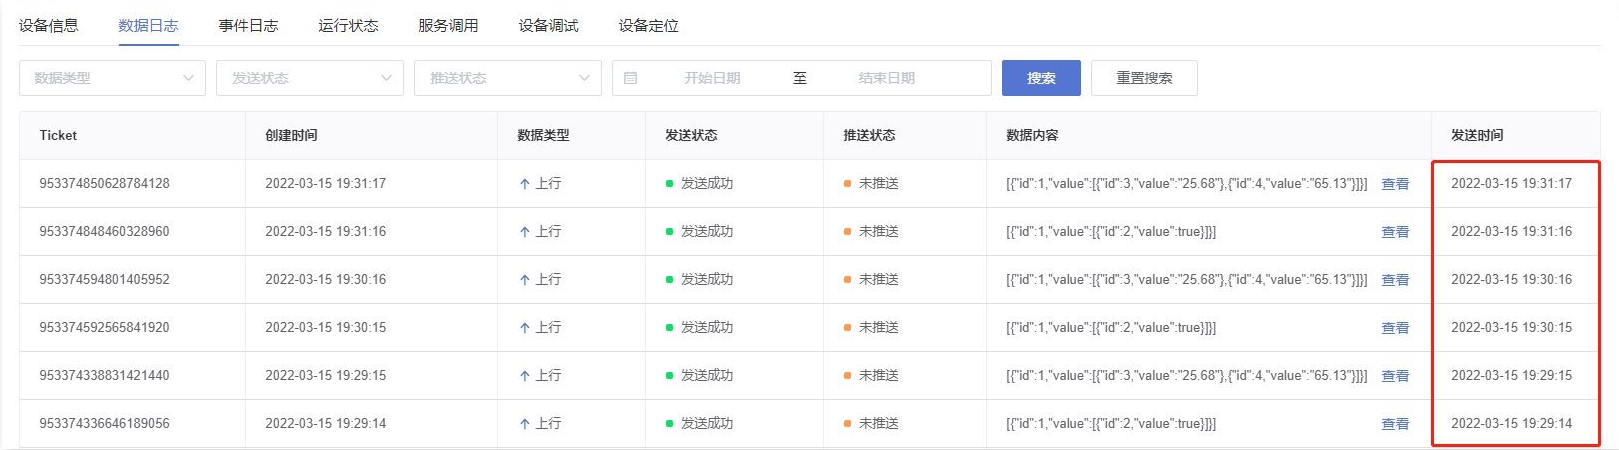 设备信息 数据日志 事件日志 运行状态 服务调用 设备调试 设备定位
数据类型 发送状态 推送状态 开始日期 至 结束日期 搜索 重置搜索
Ticket 创建时间 数据类型 发送状态 推送状态 数据内容 发送时间
953374850628784128 2022-03-15 19:31:17 上行 发送成功 未推送 [{"id":1,"value":[{"id":3,"value":"25.68"},{"id":4,"value":"65.13"}]}] 查看 2022-03-15 19:31:17
953374848460328960 2022-03-15 19:31:16 上行 发送成功 未推送 [{"id":1,"value":[{"id":2,"value":true}]}] 查看 2022-03-15 19:31:16
953374594801405952 2022-03-15 19:30:16 上行 发送成功 未推送 [{"id":1,"value":[{"id":3,"value":"25.68"},{"id":4,"value":"65.13"}]}] 查看 2022-03-15 19:30:16
953374592565841920 2022-03-15 19:30:15 上行 发送成功 未推送 [{"id":1,"value":[{"id":2,"value":true}]}] 查看 2022-03-15 19:30:15
953374338831421440 2022-03-15 19:29:15 上行 发送成功 未推送 [{"id":1,"value":[{"id":3,"value":"25.68"},{"id":4,"value":"65.13"}]}] 查看 2022-03-15 19:29:15
953374336646189056 2022-03-15 19:29:14 上行 发送成功 未推送 [{"id":1,"value":[{"id":2,"value":true}]}] 查看 2022-03-15 19:29:14